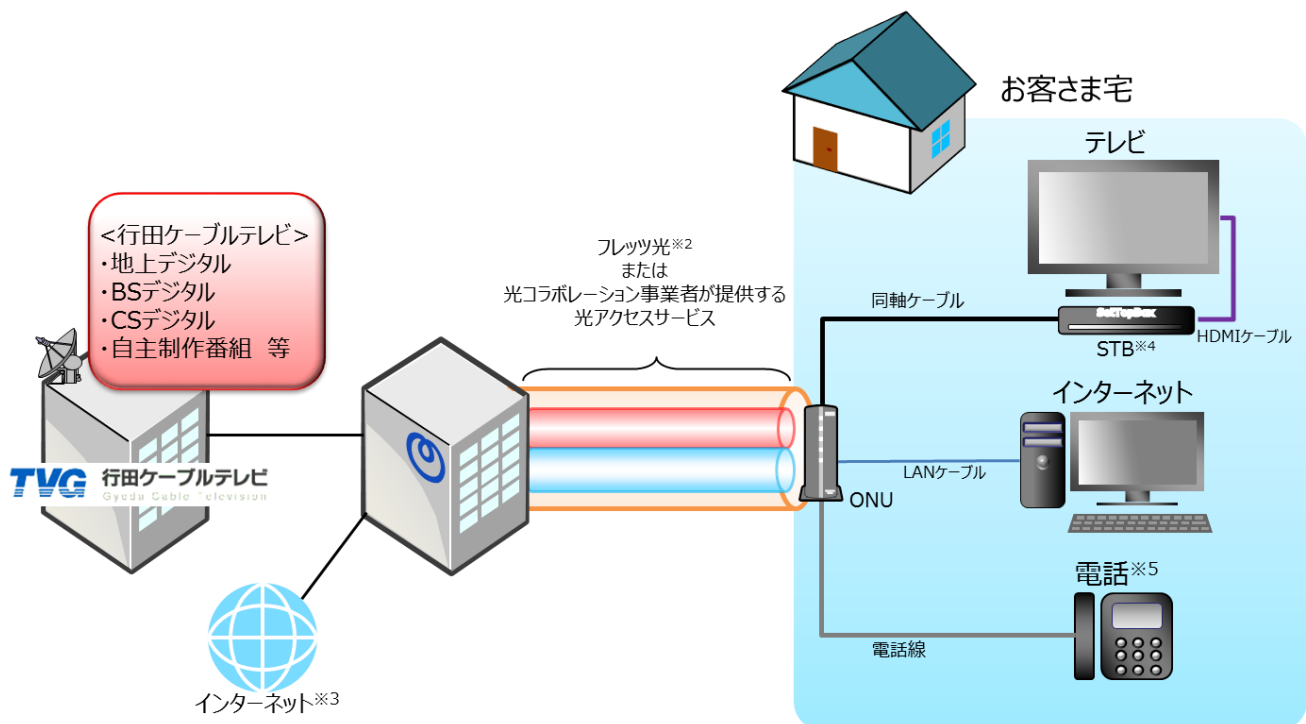 お客さま宅
テレビ
<行田ケーブルテレビ>
・地上デジタル
・BSデジタル
・CSデジタル
・自主制作番組 等
フレッツ光※2
または
光コラボレーション事業者が提供する
光アクセスサービス
同軸ケーブル
SetTopBox
STB※4
HDMIケーブル
インターネット
LANケーブル
ONU
TVG 行田ケーブルテレビ
Gyoda Cable Television
電話※5
電話線
インターネット※3